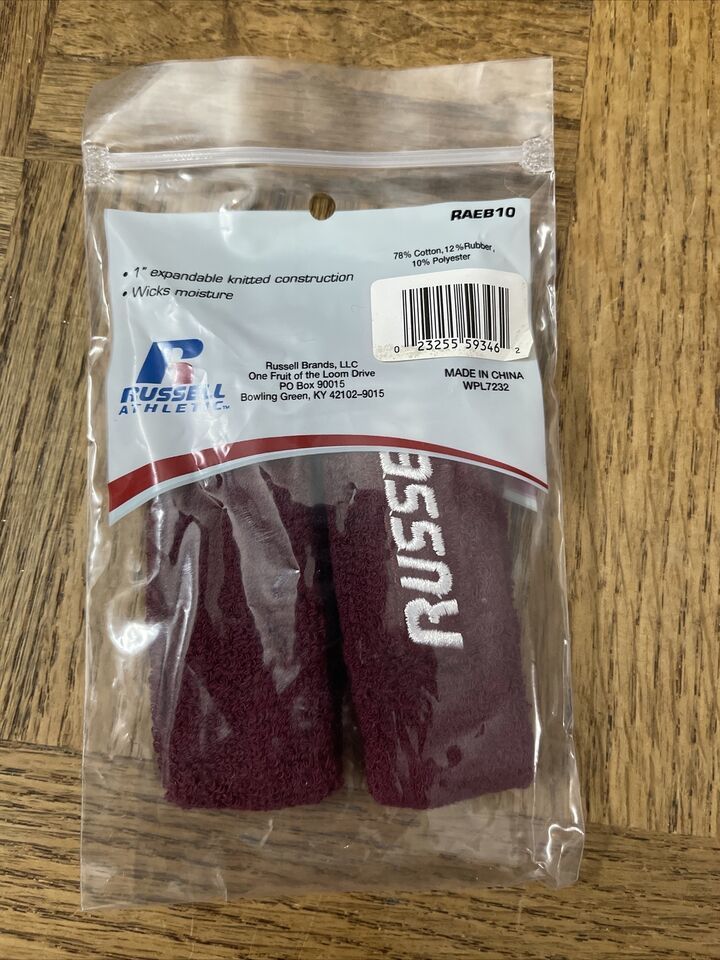 RAEB10
78% Cotton, 12% Rubber,
10% Polyester
• 1" expandable knitted construction
• Wicks moisture
0 23255 59346 2
RUSSELL
ATHLETIC™
Russell Brands, LLC
One Fruit of the Loom Drive
PO Box 90015
Bowling Green, KY 42102-9015
MADE IN CHINA
WPL7232
RUSSE